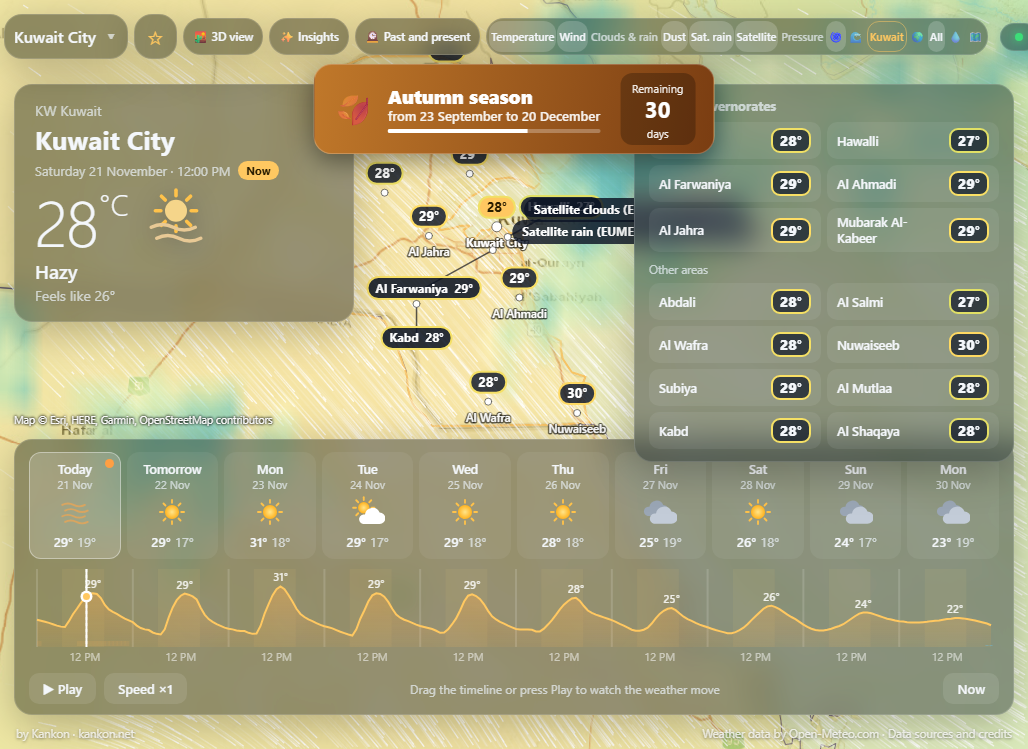 Kuwait City
3D view
Insights
Past and present
Temperature
Wind
Clouds & rain
Dust
Sat. rain
Satellite
Pressure
Kuwait
All
Autumn season
from 23 September to 20 December
Remaining
30
days
KW Kuwait
Kuwait City
Saturday 21 November · 12:00 PM
Now
28°C
Hazy
Feels like 26°
28°
29°
29°
Al Jahra
28°
Kuwait City
Satellite clouds (E
Satellite rain (EUME
Al Farwaniya 29°
29°
Al Ahmadi
Kabd 28°
28°
Al Wafra
30°
Nuwaiseeb
Map © Esri, HERE, Garmin, OpenStreetMap contributors
vernorates
28°
Hawalli 27°
Al Farwaniya 29°
Al Ahmadi 29°
Al Jahra 29°
Mubarak Al-
Kabeer 29°
Other areas
Abdali 28°
Al Salmi 27°
Al Wafra 28°
Nuwaiseeb 30°
Subiya 29°
Al Mutlaa 28°
Kabd 28°
Al Shaqaya 28°
Today
21 Nov
29° 19°
Tomorrow
22 Nov
29° 17°
Mon
23 Nov
31° 18°
Tue
24 Nov
29° 17°
Wed
25 Nov
29° 18°
Thu
26 Nov
28° 18°
Fri
27 Nov
25° 19°
Sat
28 Nov
26° 18°
Sun
29 Nov
24° 17°
Mon
30 Nov
23° 19°
29° 29° 31° 29° 29° 28° 25° 26° 24° 22°
12 PM 12 PM 12 PM 12 PM 12 PM 12 PM 12 PM 12 PM 12 PM 12 PM
Play
Speed ×1
Drag the timeline or press Play to watch the weather move
Now
by Kankon · kankon.net
Weather data by Open-Meteo.com · Data sources and credits